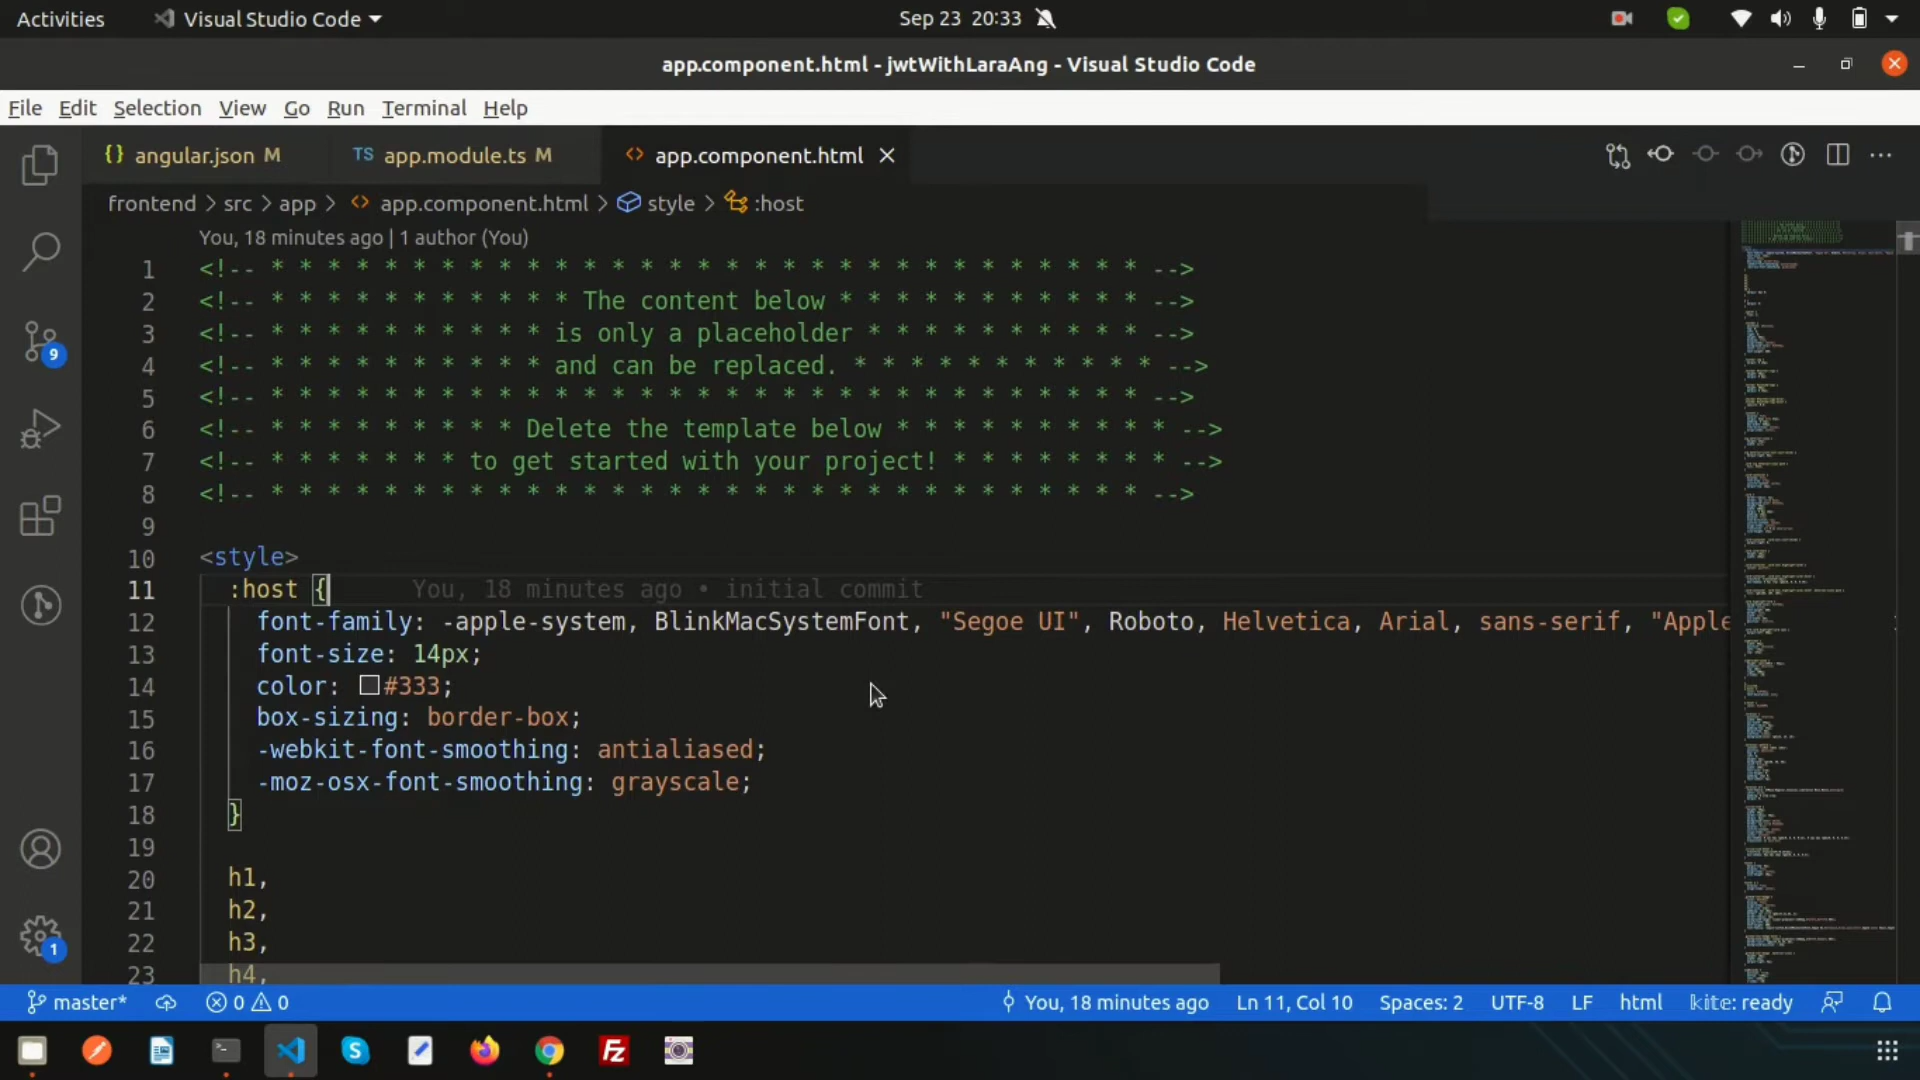 Activities
Visual Studio Code
Sep 23 20:33
app.component.html - jwtWithLaraAng - Visual Studio Code
File Edit Selection View Go Run Terminal Help
{} angular.json M
TS app.module.ts M
<> app.component.html
frontend > src > app > <> app.component.html > style > :host
You, 18 minutes ago | 1 author (You)
1 <!-- * * * * * * * * * * * * * * * * * * * * * * * * * * * * * * * -->
2 <!-- * * * * * * * * * * * The content below * * * * * * * * * * * -->
3 <!-- * * * * * * * * * * is only a placeholder * * * * * * * * * * -->
4 <!-- * * * * * * * * * * and can be replaced. * * * * * * * * * * * -->
5 <!-- * * * * * * * * * * * * * * * * * * * * * * * * * * * * * * * -->
6 <!-- * * * * * * * * * Delete the template below * * * * * * * * * * -->
7 <!-- * * * * * * * to get started with your project! * * * * * * * * -->
8 <!-- * * * * * * * * * * * * * * * * * * * * * * * * * * * * * * * -->
9
10 <style>
11 :host { You, 18 minutes ago • initial commit
12 font-family: -apple-system, BlinkMacSystemFont, "Segoe UI", Roboto, Helvetica, Arial, sans-serif, "Apple
13 font-size: 14px;
14 color: #333;
15 box-sizing: border-box;
16 -webkit-font-smoothing: antialiased;
17 -moz-osx-font-smoothing: grayscale;
18 }
19
20 h1,
21 h2,
22 h3,
23 h4,
9
1
master* 0 0 You, 18 minutes ago Ln 11, Col 10 Spaces: 2 UTF-8 LF html kite: ready